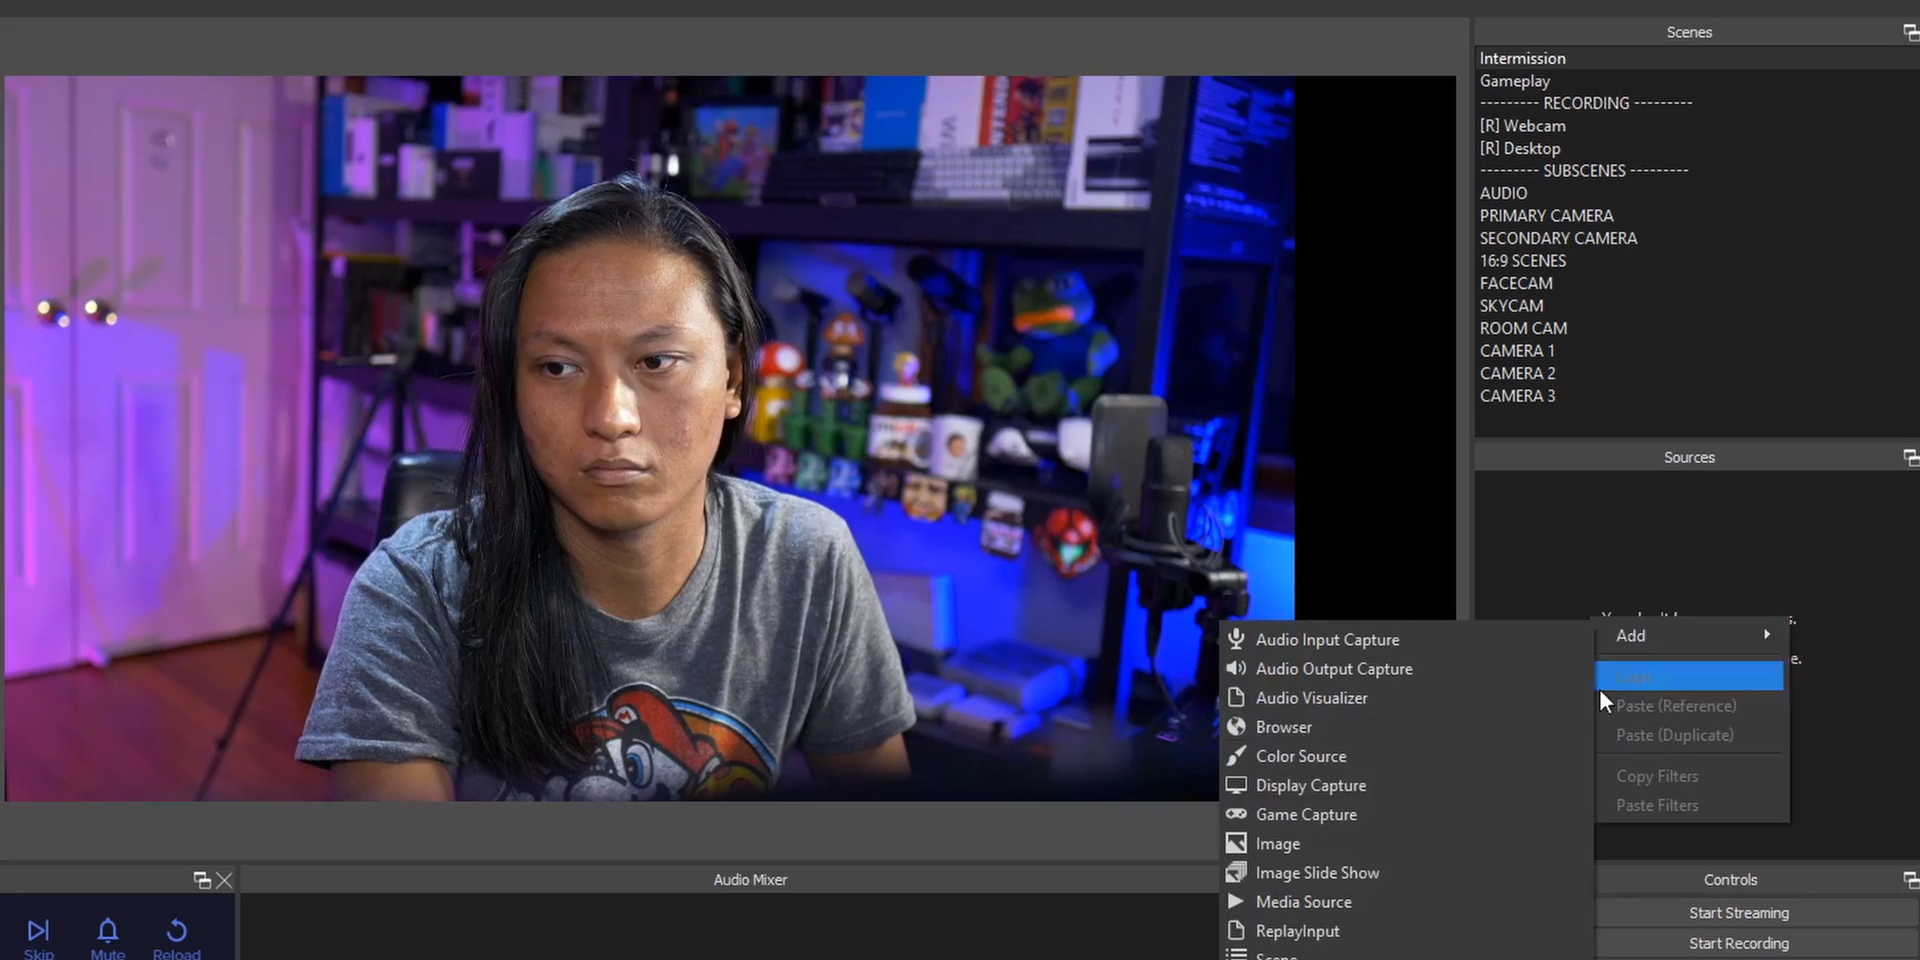 Scenes
Intermission
Gameplay
--------- RECORDING ---------
[R] Webcam
[R] Desktop
--------- SUBSCENES ---------
AUDIO
PRIMARY CAMERA
SECONDARY CAMERA
16:9 SCENES
FACECAM
SKYCAM
ROOM CAM
CAMERA 1
CAMERA 2
CAMERA 3
Sources
Add
Paste (Reference)
Paste (Duplicate)
Copy Filters
Paste Filters
Audio Input Capture
Audio Output Capture
Audio Visualizer
Browser
Color Source
Display Capture
Game Capture
Image
Image Slide Show
Media Source
ReplayInput
Audio Mixer
Skip
Mute
Reload
Controls
Start Streaming
Start Recording